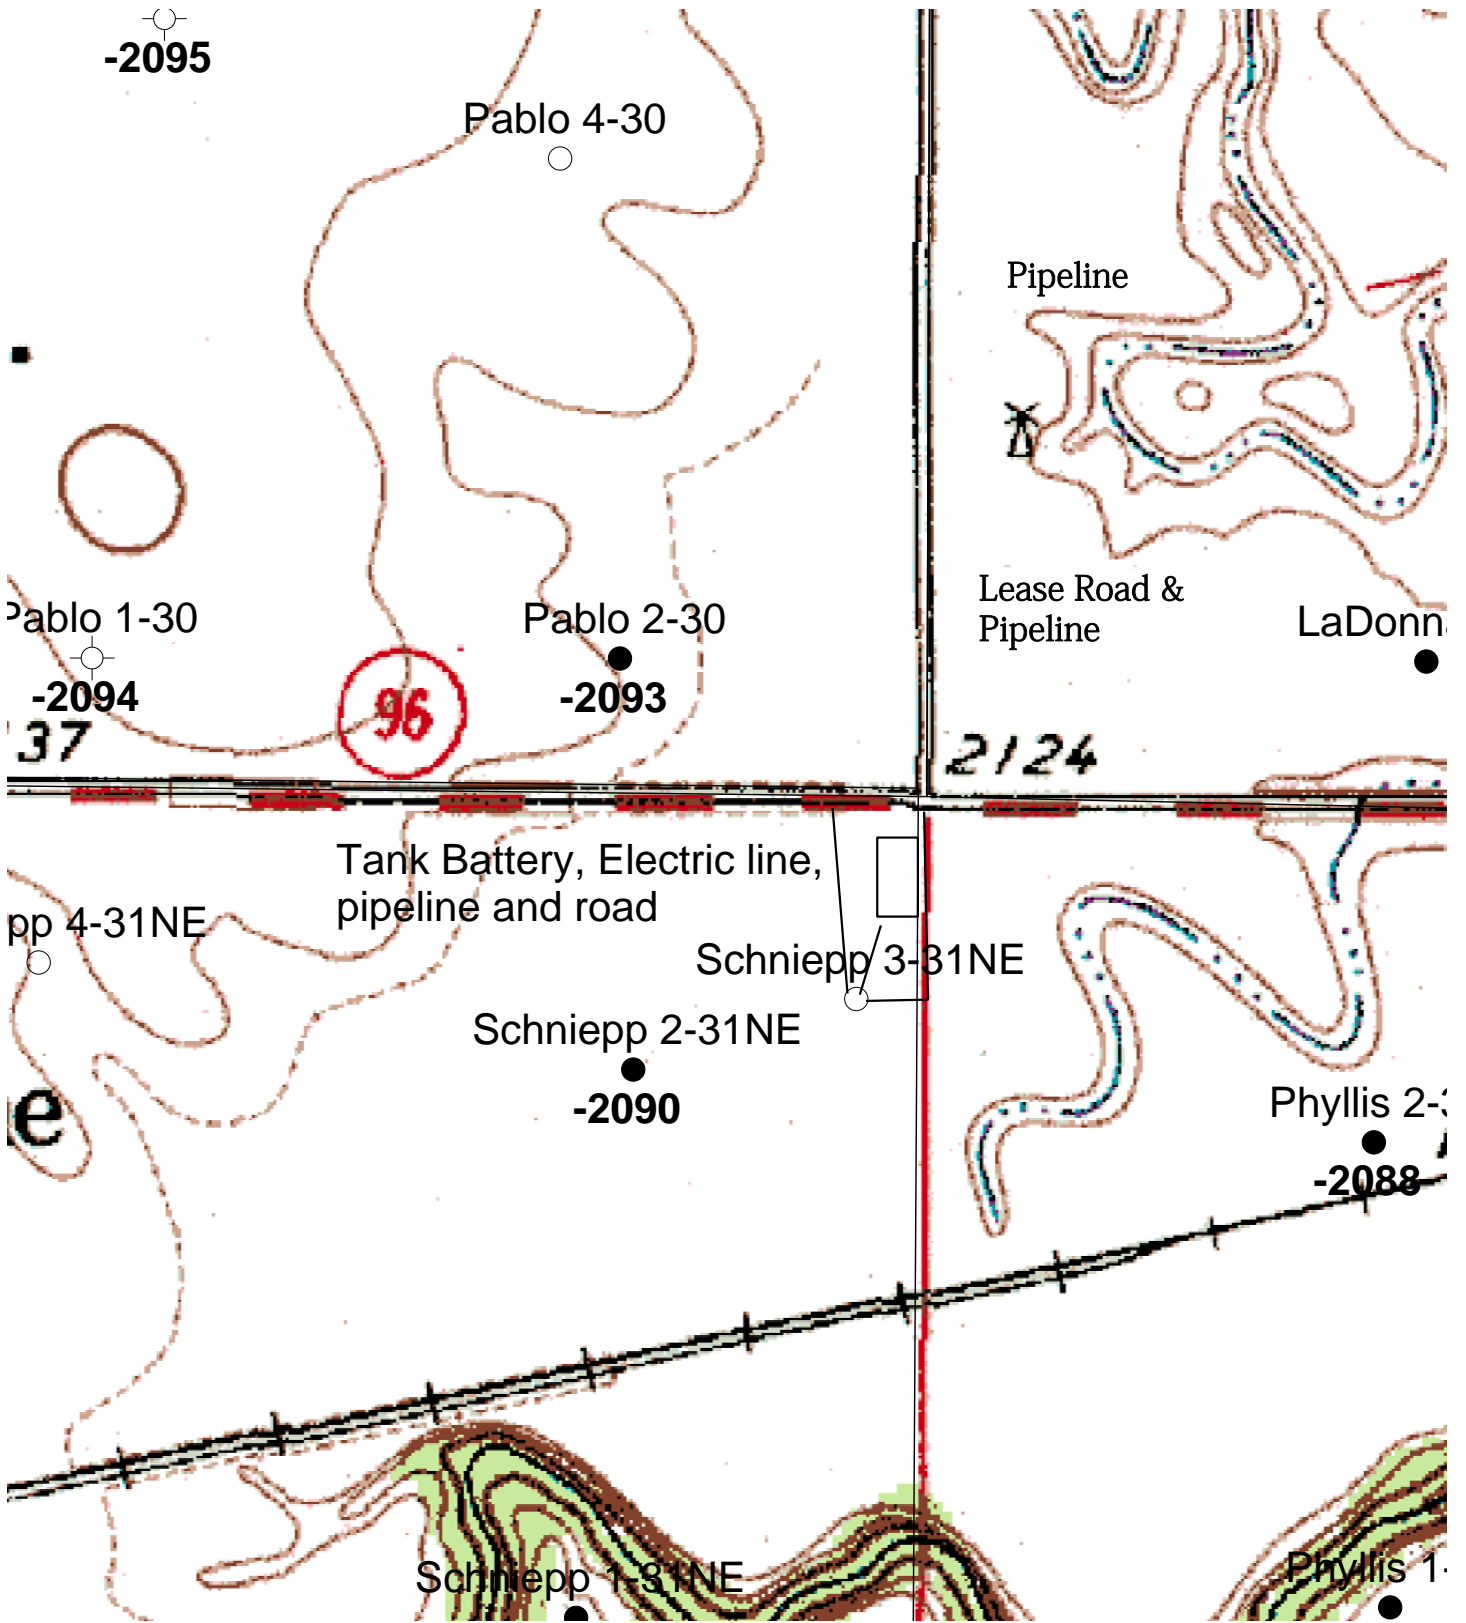 -2095
Pablo 4-30
Pipeline
Pablo 1-30
-2094
Pablo 2-30
-2093
Lease Road &
Pipeline
LaDonna
37
96
2124
Tank Battery, Electric line,
pipeline and road
pp 4-31NE
Schniepp 3-31NE
Schniepp 2-31NE
-2090
e
Phyllis 2-3
-2088
Schniepp 1-31NE
Phyllis 1-